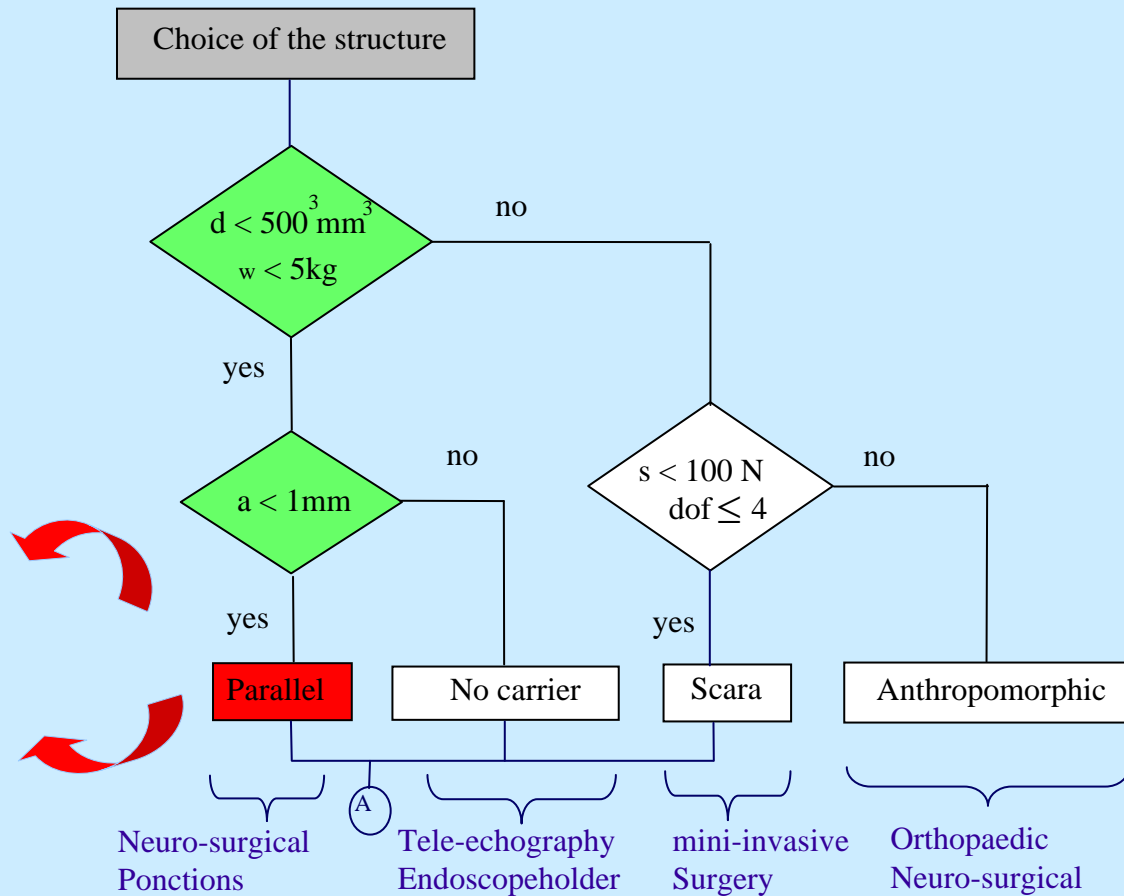 Choice of the structure
d < 500³mm³
w < 5kg
no
yes
a < 1mm
no
s < 100 N
dof ≤ 4
no
yes
yes
Parallel
No carrier
Scara
Anthropomorphic
A
Neuro-surgical
Ponctions
Tele-echography
Endoscopeholder
mini-invasive
Surgery
Orthopaedic
Neuro-surgical